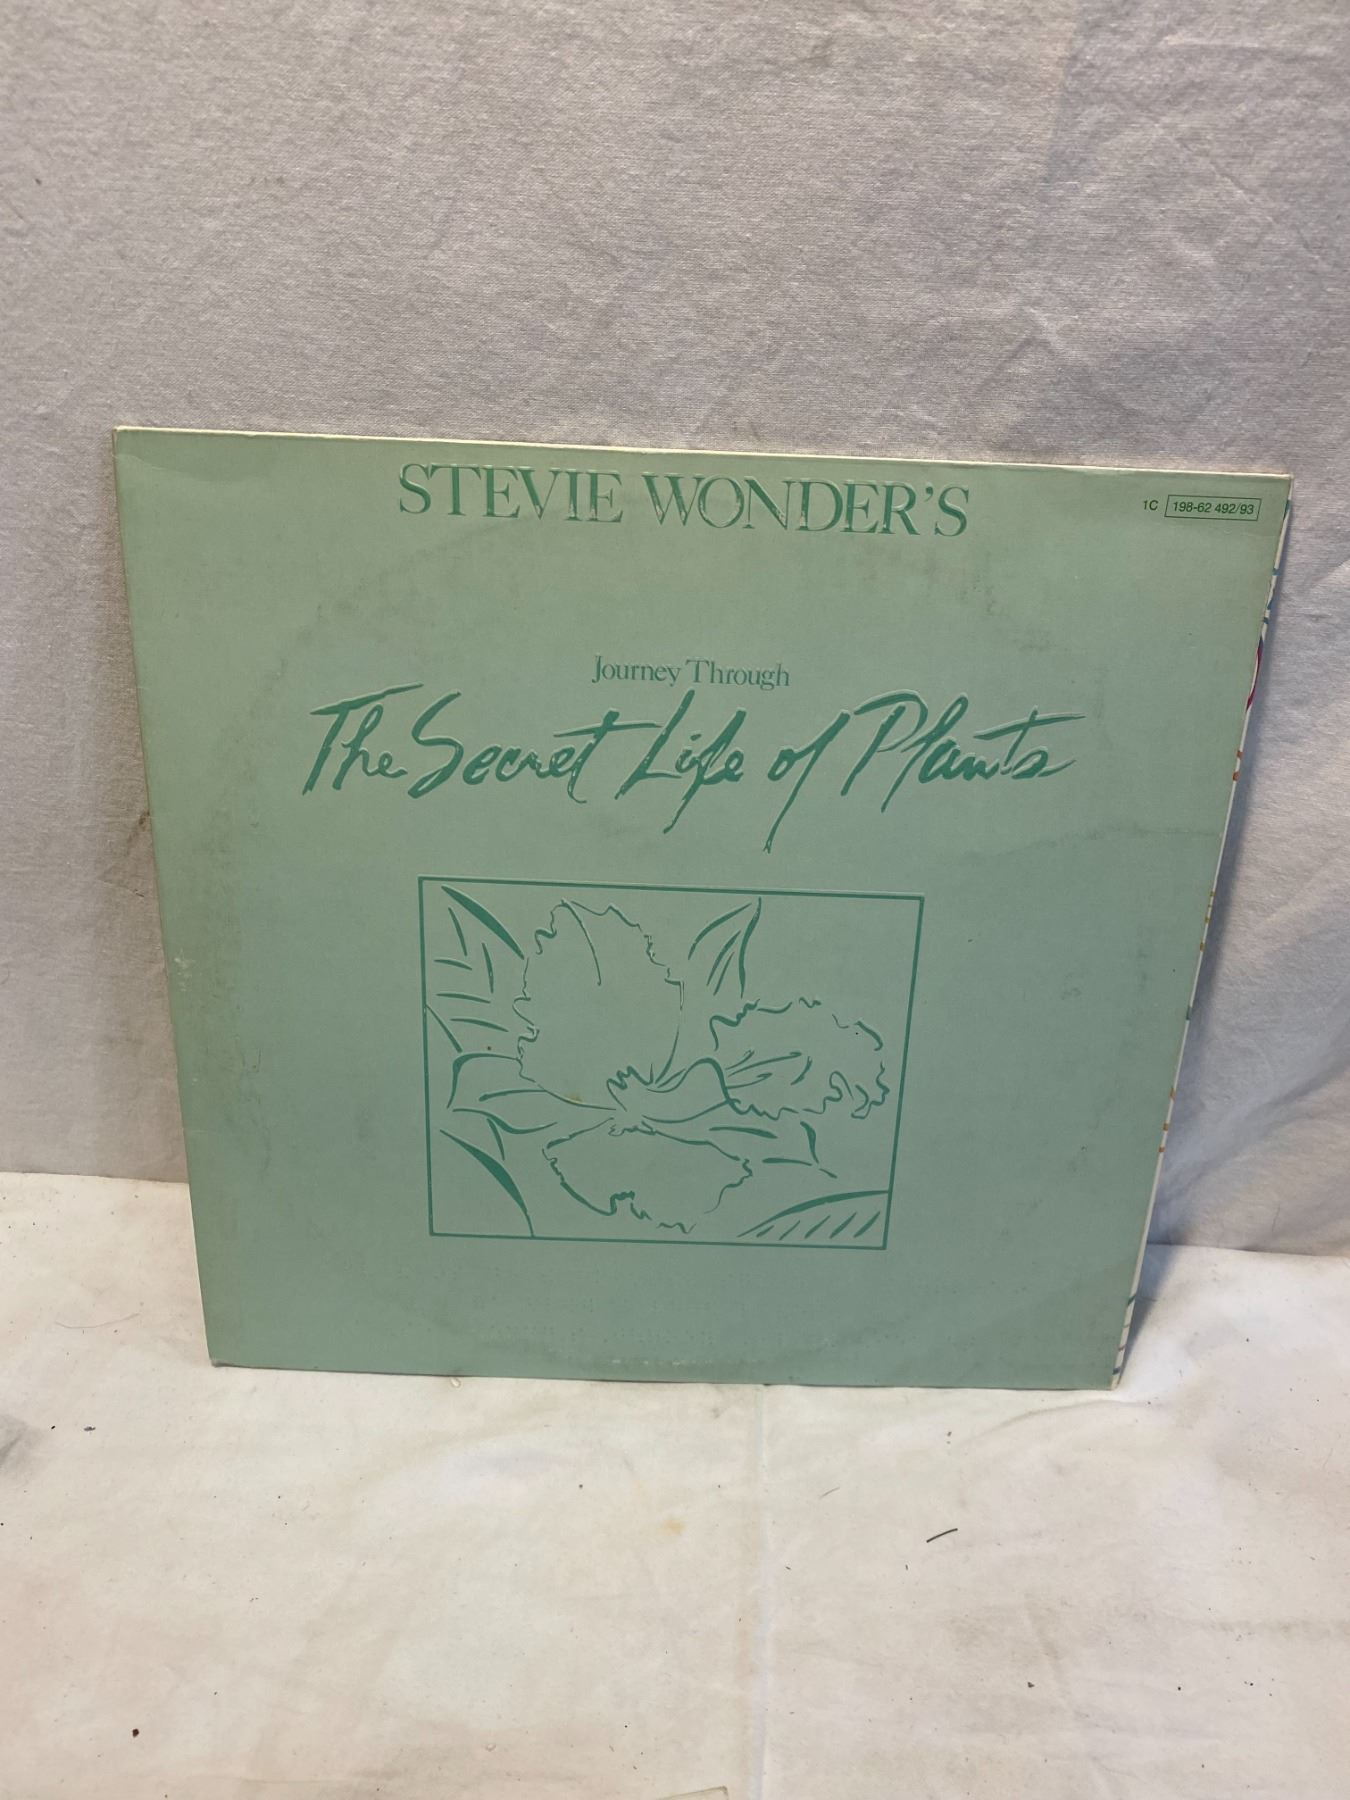 STEVIE WONDER'S
1C 198-62 492/93
Journey Through
The Secret Life of Plants